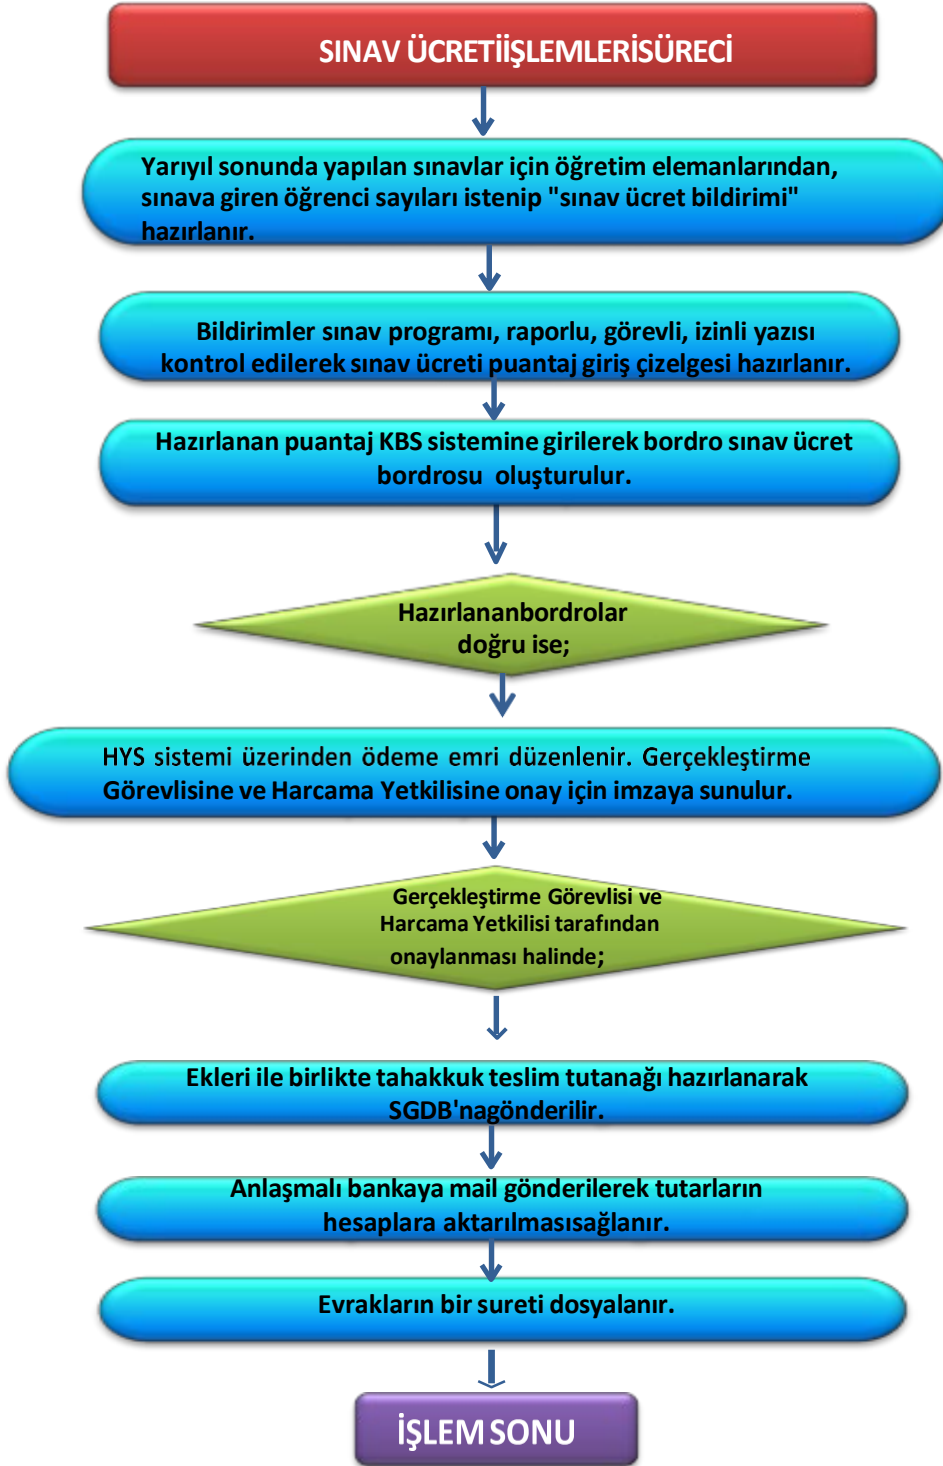 SINAV ÜCRETİİŞLEMLERİSÜRECİ
Yarıyıl sonunda yapılan sınavlar için öğretim elemanlarından,
sınava giren öğrenci sayıları istenip "sınav ücret bildirimi"
hazırlanır.
Bildirimler sınav programı, raporlu, görevli, izinli yazısı
kontrol edilerek sınav ücreti puantaj giriş çizelgesi hazırlanır.
Hazırlanan puantaj KBS sistemine girilerek bordro sınav ücret
bordrosu oluşturulur.
Hazırlananbordrolar
doğru ise;
HYS sistemi üzerinden ödeme emri düzenlenir. Gerçekleştirme
Görevlisine ve Harcama Yetkilisine onay için imzaya sunulur.
Gerçekleştirme Görevlisi ve
Harcama Yetkilisi tarafından
onaylanması halinde;
Ekleri ile birlikte tahakkuk teslim tutanağı hazırlanarak
SGDB'nagönderilir.
Anlaşmalı bankaya mail gönderilerek tutarların
hesaplara aktarılmasısağlanır.
Evrakların bir sureti dosyalanır.
İŞLEM SONU